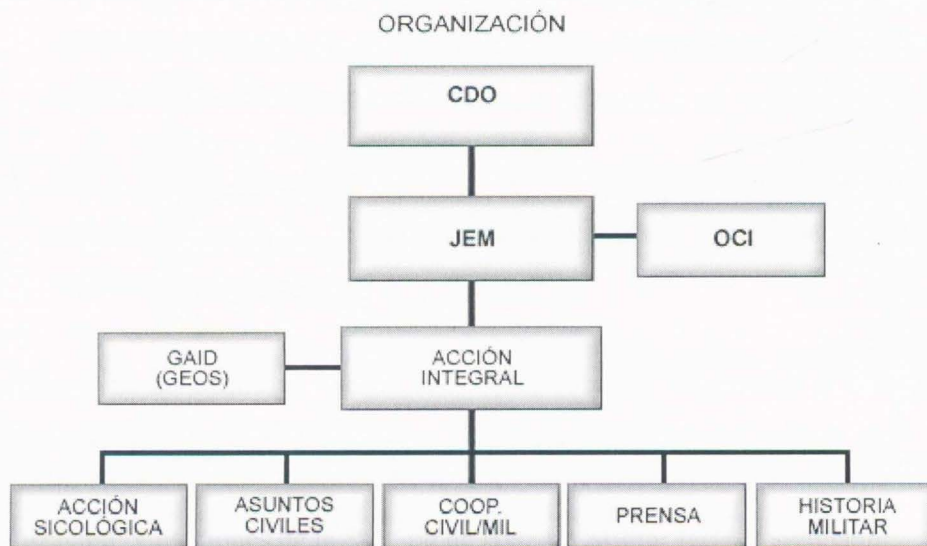 ORGANIZACIÓN
CDO
JEM
OCI
GAID
(GEOS)
ACCIÓN
INTEGRAL
ACCIÓN
SICOLÓGICA
ASUNTOS
CIVILES
COOP.
CIVIL/MIL
PRENSA
HISTORIA
MILITAR